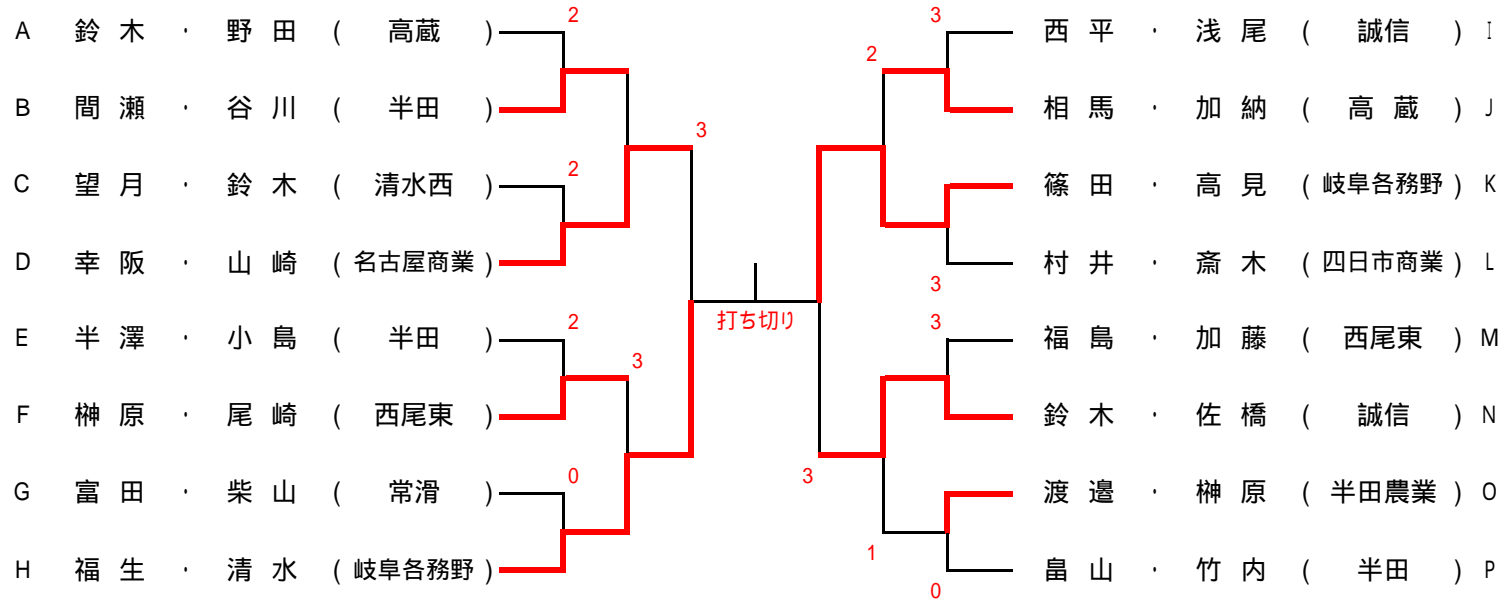 2
3
A 鈴木 ・ 野田 ( 高蔵 )
西平 ・ 浅尾 ( 誠信 ) I
2
B 間瀬 ・ 谷川 ( 半田 )
相馬 ・ 加納 ( 高蔵 ) J
3
2
C 望月 ・ 鈴木 ( 清水西 )
篠田 ・ 高見 ( 岐阜各務野 ) K
D 幸阪 ・ 山崎 ( 名古屋商業 )
村井 ・ 斎木 ( 四日市商業 ) L
3
打ち切り
2
3
E 半澤 ・ 小島 ( 半田 )
福島 ・ 加藤 ( 西尾東 ) M
3
F 榊原 ・ 尾崎 ( 西尾東 )
鈴木 ・ 佐橋 ( 誠信 ) N
0
3
G 富田 ・ 柴山 ( 常滑 )
渡邉 ・ 榊原 ( 半田農業 ) O
1
H 福生 ・ 清水 ( 岐阜各務野 )
畠山 ・ 竹内 ( 半田 ) P
0